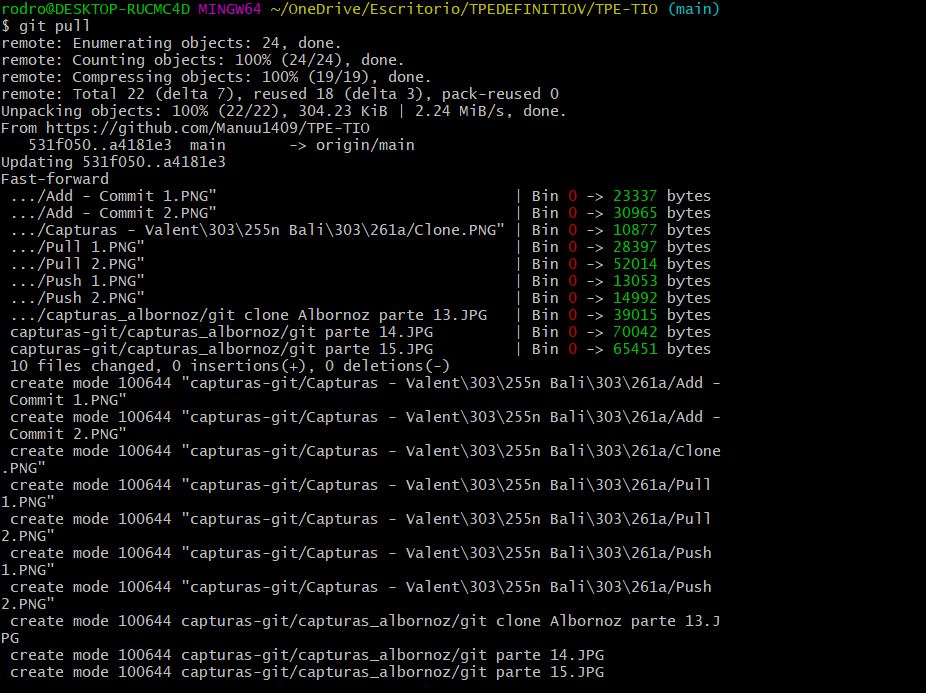 rodro@DESKTOP-RUCMC4D MINGW64 ~/OneDrive/Escritorio/TPEDEFINITIOV/TPE-TIO (main)
$ git pull
remote: Enumerating objects: 24, done.
remote: Counting objects: 100% (24/24), done.
remote: Compressing objects: 100% (19/19), done.
remote: Total 22 (delta 7), reused 18 (delta 3), pack-reused 0
Unpacking objects: 100% (22/22), 304.23 KiB | 2.24 MiB/s, done.
From https://github.com/Manuu1409/TPE-TIO
   531f050..a4181e3  main       -> origin/main
Updating 531f050..a4181e3
Fast-forward
 .../Add - Commit 1.PNG"                                 | Bin 0 -> 23337 bytes
 .../Add - Commit 2.PNG"                                 | Bin 0 -> 30965 bytes
 .../Capturas - Valent\303\255n Bali\303\261a/Clone.PNG" | Bin 0 -> 10877 bytes
 .../Pull 1.PNG"                                         | Bin 0 -> 28397 bytes
 .../Pull 2.PNG"                                         | Bin 0 -> 52014 bytes
 .../Push 1.PNG"                                         | Bin 0 -> 13053 bytes
 .../Push 2.PNG"                                         | Bin 0 -> 14992 bytes
 .../capturas_albornoz/git clone Albornoz parte 13.JPG   | Bin 0 -> 39015 bytes
 capturas-git/capturas_albornoz/git parte 14.JPG         | Bin 0 -> 70042 bytes
 capturas-git/capturas_albornoz/git parte 15.JPG         | Bin 0 -> 65451 bytes
 10 files changed, 0 insertions(+), 0 deletions(-)
 create mode 100644 "capturas-git/Capturas - Valent\303\255n Bali\303\261a/Add -
 Commit 1.PNG"
 create mode 100644 "capturas-git/Capturas - Valent\303\255n Bali\303\261a/Add -
 Commit 2.PNG"
 create mode 100644 "capturas-git/Capturas - Valent\303\255n Bali\303\261a/Clone
.PNG"
 create mode 100644 "capturas-git/Capturas - Valent\303\255n Bali\303\261a/Pull
1.PNG"
 create mode 100644 "capturas-git/Capturas - Valent\303\255n Bali\303\261a/Pull
2.PNG"
 create mode 100644 "capturas-git/Capturas - Valent\303\255n Bali\303\261a/Push
1.PNG"
 create mode 100644 "capturas-git/Capturas - Valent\303\255n Bali\303\261a/Push
2.PNG"
 create mode 100644 capturas-git/capturas_albornoz/git clone Albornoz parte 13.J
PG
 create mode 100644 capturas-git/capturas_albornoz/git parte 14.JPG
 create mode 100644 capturas-git/capturas_albornoz/git parte 15.JPG